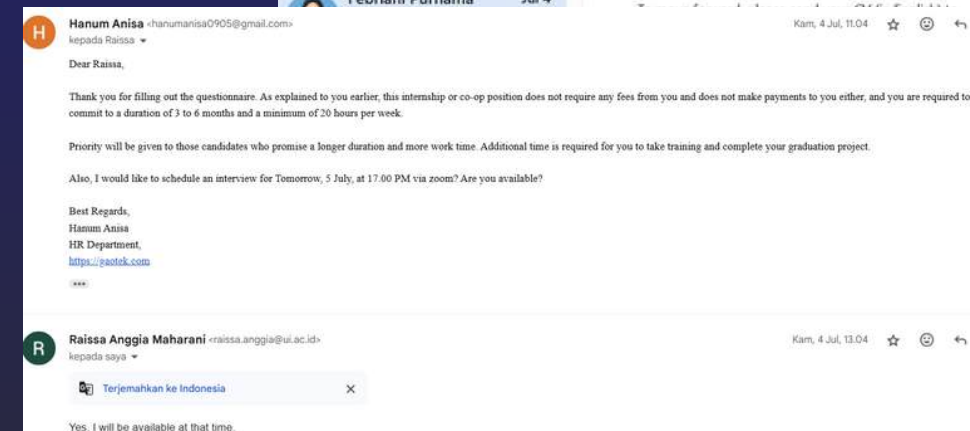 Febriani Purnama
Jul 4
Hanum Anisa <hanumanisa0905@gmail.com>
Kam, 4 Jul, 11.04
kepada Raissa
Dear Raissa,
Thank you for filling out the questionnaire. As explained to you earlier, this internship or co-op position does not require any fees from you and does not make payments to you either, and you are required to
commit to a duration of 3 to 6 months and a minimum of 20 hours per week.
Priority will be given to those candidates who promise a longer duration and more work time. Additional time is required for you to take training and complete your graduation project.
Also, I would like to schedule an interview for Tomorrow, 5 July, at 17.00 PM via zoom? Are you available?
Best Regards,
Hanum Anisa
HR Department,
https://gaotek.com
Raissa Anggia Maharani <raissa.anggia@ui.ac.id>
Kam, 4 Jul, 13.04
kepada saya
Terjemahkan ke Indonesia
Yes, I will be available at that time.